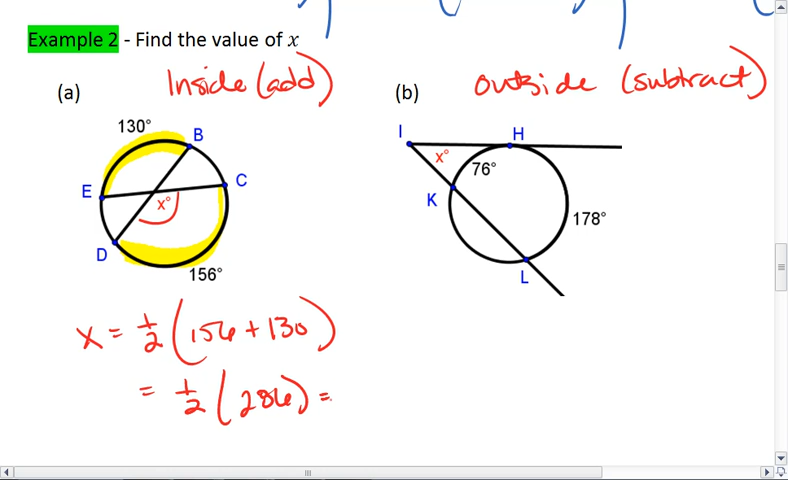 Example 2 - Find the value of x
(a) Inside (add)
(b) outside (subtract)
130°
B
E
C
x°
D
156°
I
H
x°
76°
K
178°
L
x = 1/2 (156 + 130)
= 1/2 (286) =